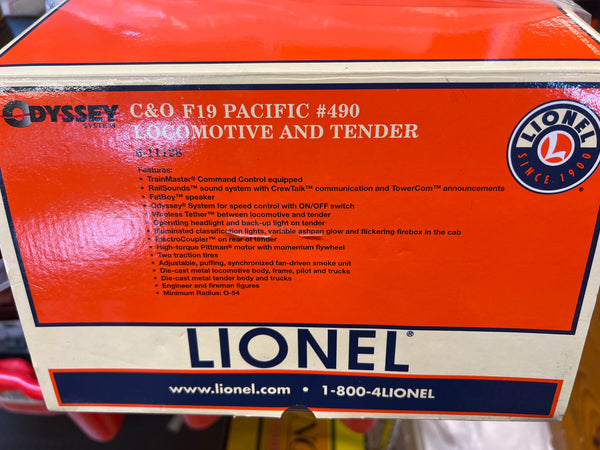 ODYSSEY
SYSTEM
C&O F19 PACIFIC #490
LOCOMOTIVE AND TENDER
6-11128
LIONEL
L
SINCE 1900
Features:
• TrainMaster® Command Control equipped
• RailSounds™ sound system with CrewTalk™ communication and TowerCom™ announcements
• FatBoy™ speaker
• Odyssey® System for speed control with ON/OFF switch
• Wireless Tether™ between locomotive and tender
• Operating headlight and back-up light on tender
• Illuminated classification lights, variable ashpan glow and flickering firebox in the cab
• ElectroCoupler™ on rear of tender
• High-torque Pittman® motor with momentum flywheel
• Two traction tires
• Adjustable, puffing, synchronized fan-driven smoke unit
• Die-cast metal locomotive body, frame, pilot and trucks
• Die-cast metal tender body and trucks
• Engineer and fireman figures
• Minimum Radius: O-54
LIONEL®
www.lionel.com • 1-800-4LIONEL